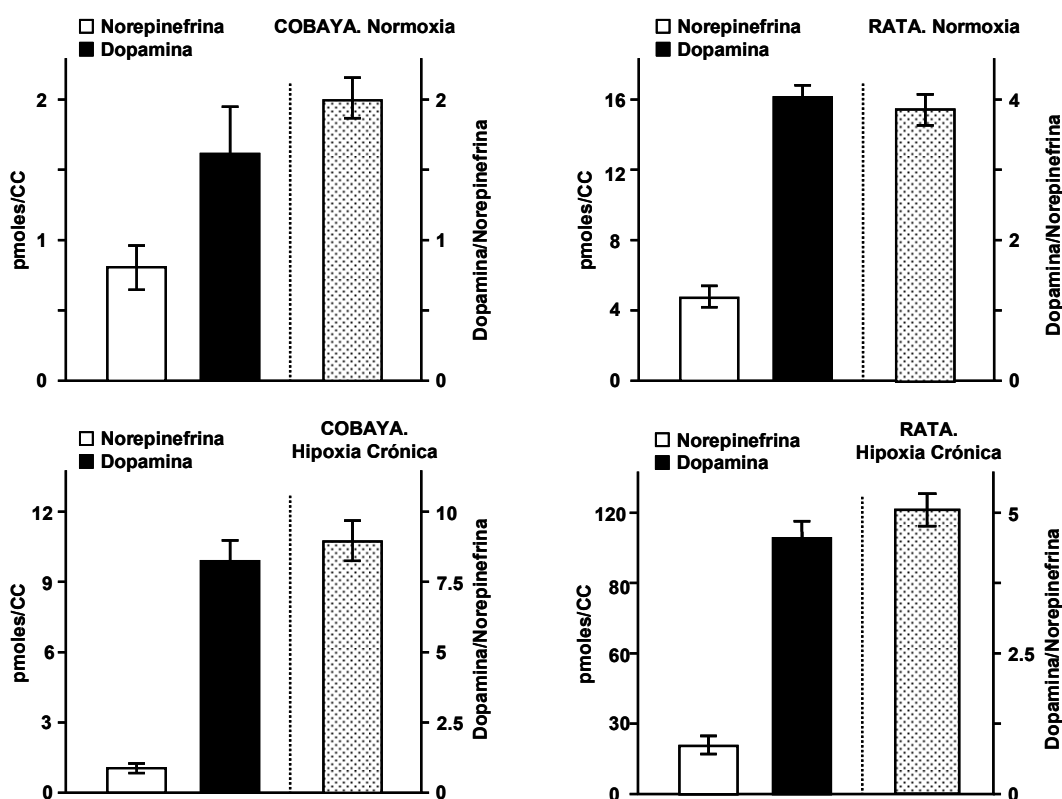 Norepinefrina
Dopamina
COBAYA. Normoxia
2
1
0
pmoles/CC
2
1
0
Dopamina/Norepinefrina
Norepinefrina
Dopamina
RATA. Normoxia
16
12
8
4
0
pmoles/CC
4
2
0
Dopamina/Norepinefrina
Norepinefrina
Dopamina
COBAYA.
Hipoxia Crónica
12
9
6
3
0
pmoles/CC
10
7.5
5
2.5
0
Dopamina/Norepinefrina
Norepinefrina
Dopamina
RATA.
Hipoxia Crónica
120
80
60
30
0
pmoles/CC
5
2.5
0
Dopamina/Norepinefrina